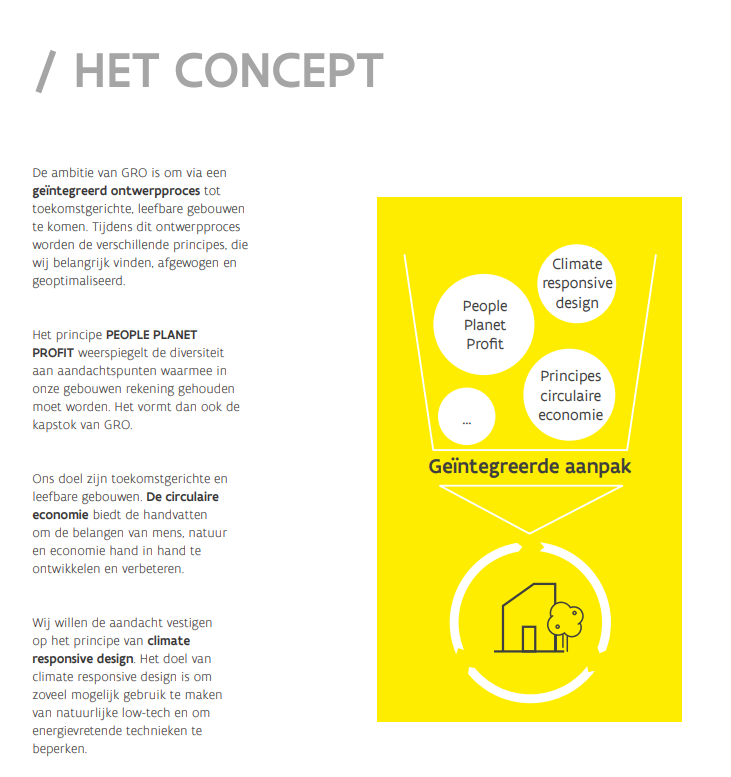 / HET CONCEPT
De ambitie van GRO is om via een
geïntegreerd ontwerpproces tot
toekomstgerichte, leefbare gebouwen
te komen. Tijdens dit ontwerpproces
worden de verschillende principes, die
wij belangrijk vinden, afgewogen en
geoptimaliseerd.
Het principe PEOPLE PLANET
PROFIT weerspiegelt de diversiteit
aan aandachtspunten waarmee in
onze gebouwen rekening gehouden
moet worden. Het vormt dan ook de
kapstok van GRO.
Ons doel zijn toekomstgerichte en
leefbare gebouwen. De circulaire
economie biedt de handvatten
om de belangen van mens, natuur
en economie hand in hand te
ontwikkelen en verbeteren.
Wij willen de aandacht vestigen
op het principe van climate
responsive design. Het doel van
climate responsive design is om
zoveel mogelijk gebruik te maken
van natuurlijke low-tech en om
energievretende technieken te
beperken.
Climate
responsive
design
People
Planet
Profit
Principes
circulaire
economie
...
Geïntegreerde aanpak